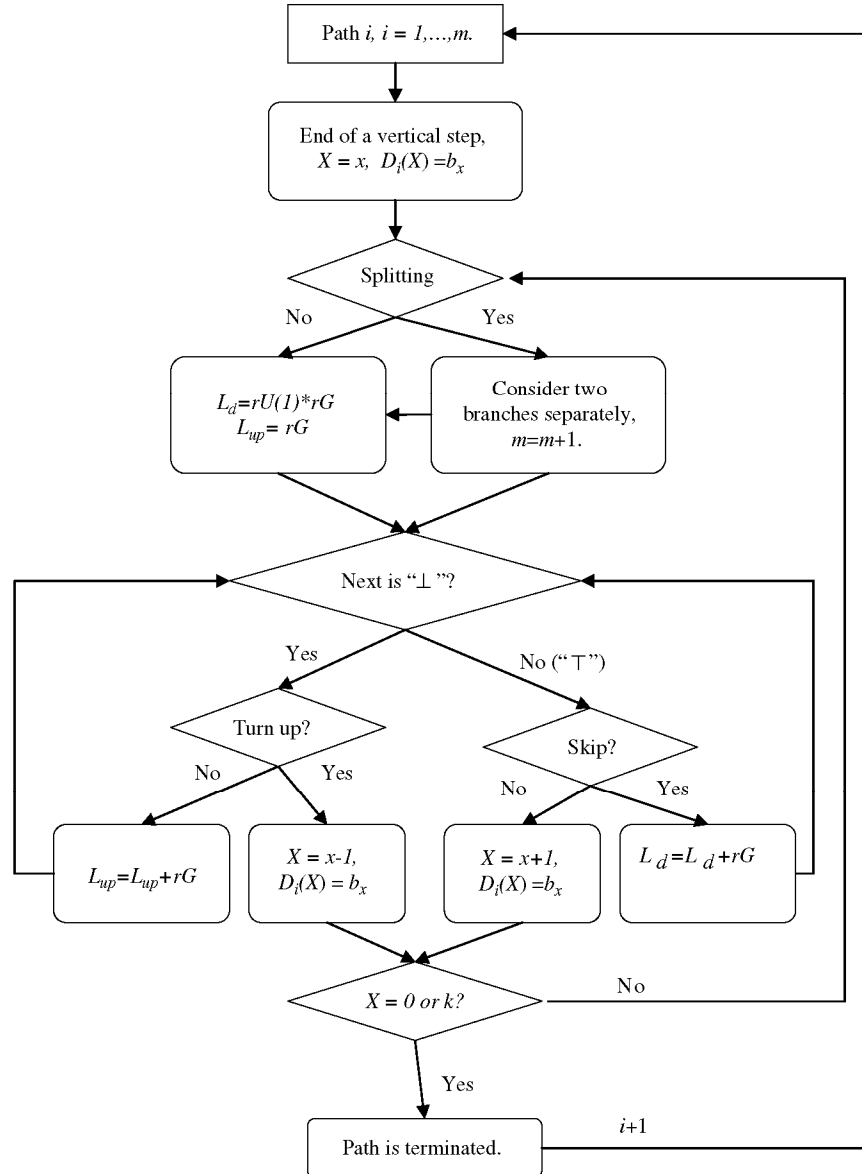 Path i, i = 1,...,m.
End of a vertical step,
X = x, D_i(X) =b_x
Splitting
No
Yes
L_d=rU(1)*rG
L_up= rG
Consider two
branches separately,
m=m+1.
Next is “⊥”?
Yes
No (“⊤”)
Turn up?
Skip?
No
Yes
No
Yes
L_up=L_up+rG
X = x-1,
D_i(X) = b_x
X = x+1,
D_i(X) =b_x
L_d=L_d+rG
X = 0 or k?
No
Yes
i+1
Path is terminated.